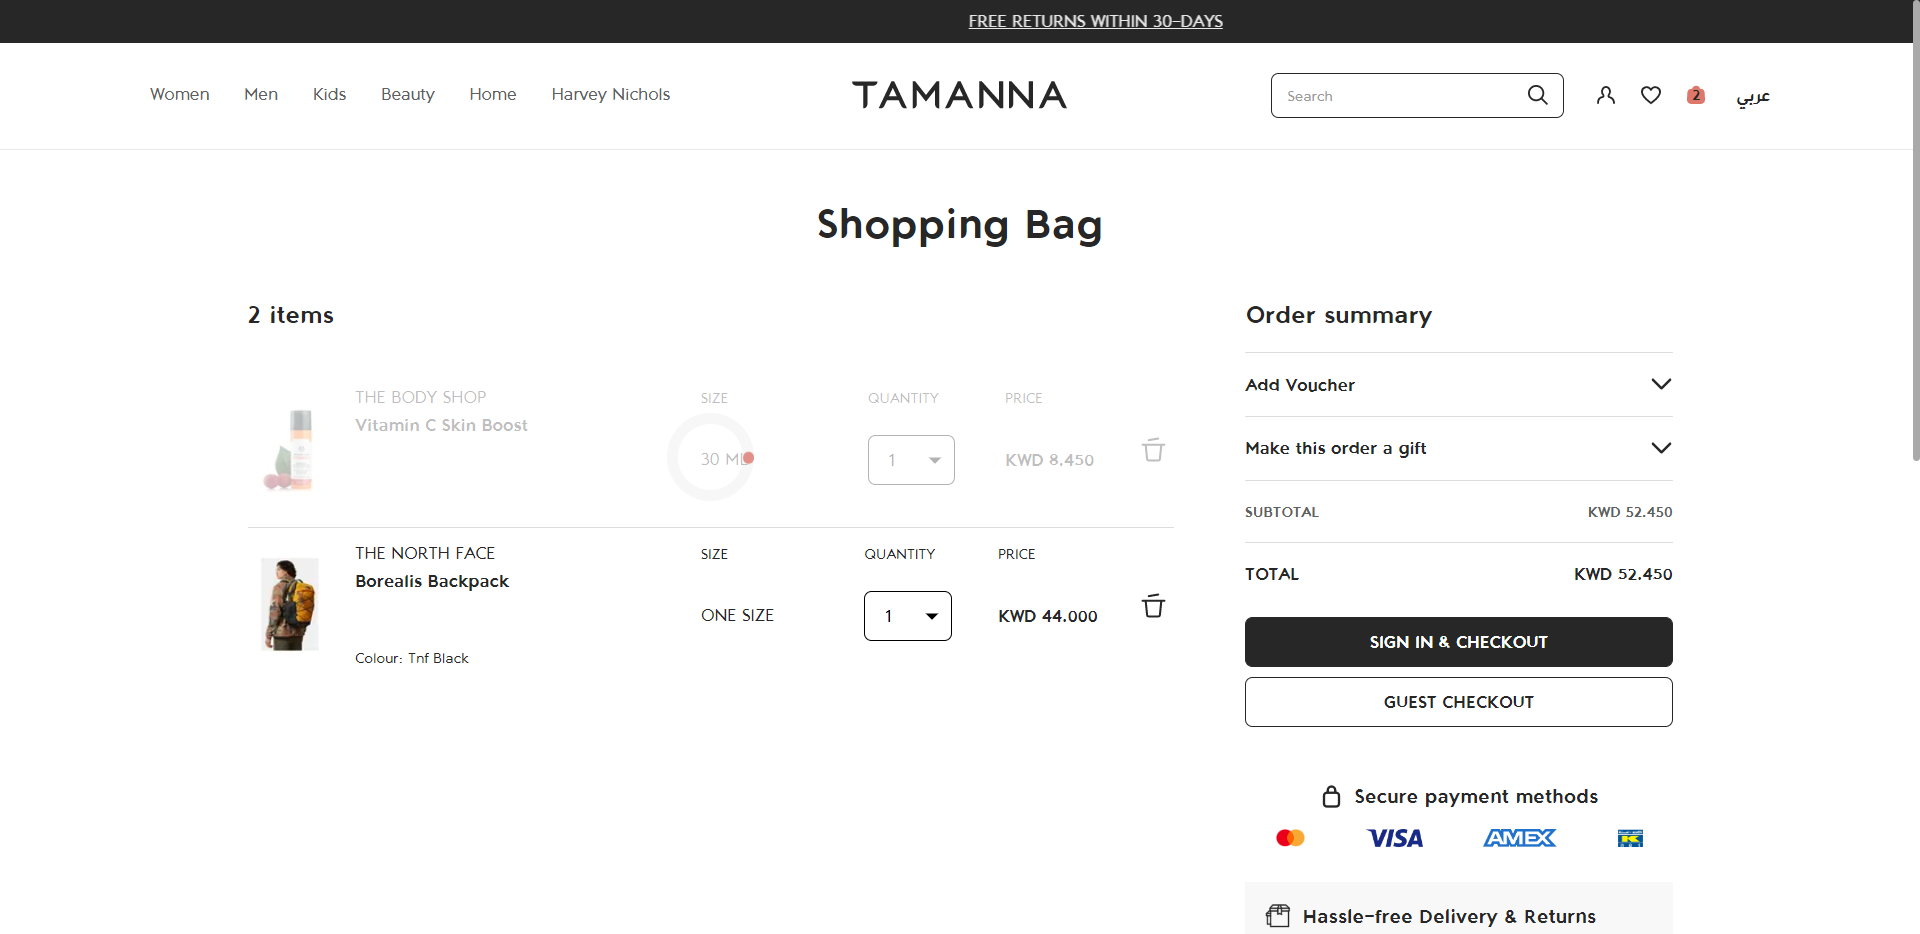 FREE RETURNS WITHIN 30-DAYS
Women Men Kids Beauty Home Harvey Nichols
TAMANNA
Search
2
عربي
Shopping Bag
2 items
THE BODY SHOP
Vitamin C Skin Boost
SIZE
30 ML
QUANTITY
1
PRICE
KWD 8.450
THE NORTH FACE
Borealis Backpack
Colour: Tnf Black
SIZE
ONE SIZE
QUANTITY
1
PRICE
KWD 44.000
Order summary
Add Voucher
Make this order a gift
SUBTOTAL KWD 52.450
TOTAL KWD 52.450
SIGN IN & CHECKOUT
GUEST CHECKOUT
Secure payment methods
VISA AMEX
Hassle-free Delivery & Returns